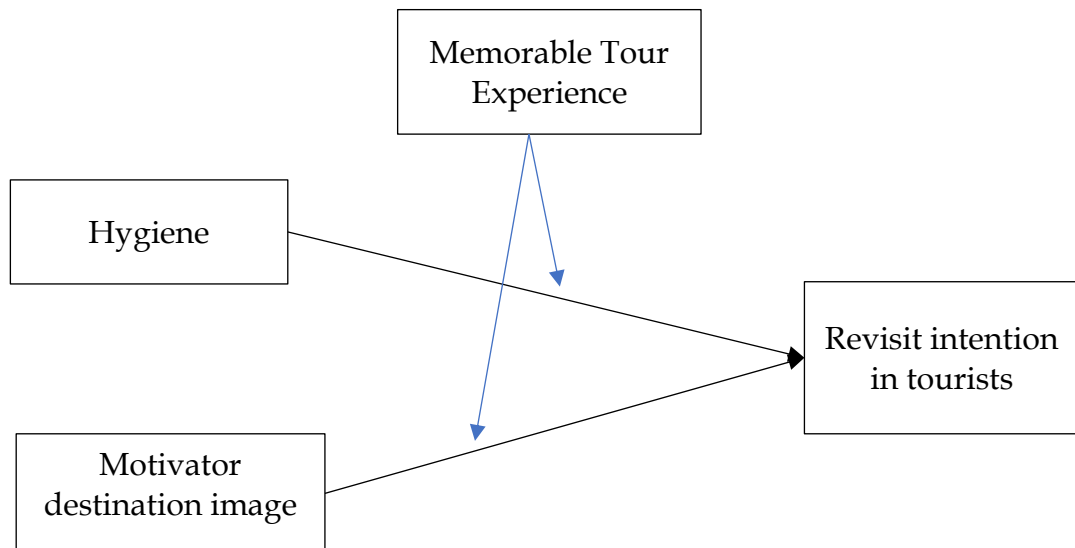 Memorable Tour
Experience
Hygiene
Revisit intention
in tourists
Motivator
destination image